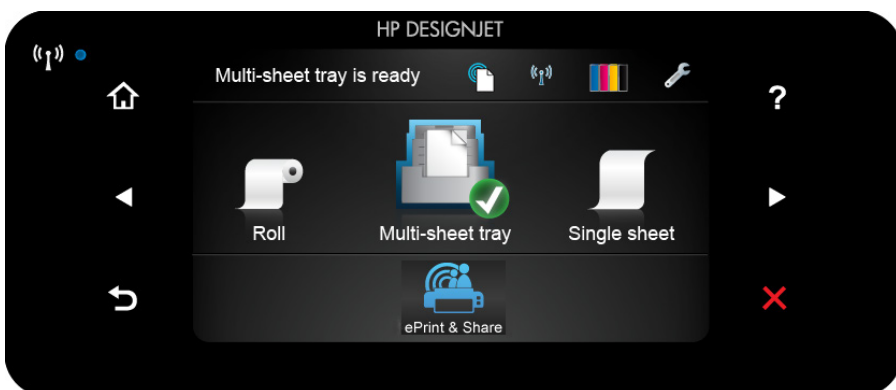 HP DESIGNJET
Multi-sheet tray is ready
?
Roll
Multi-sheet tray
Single sheet
ePrint & Share